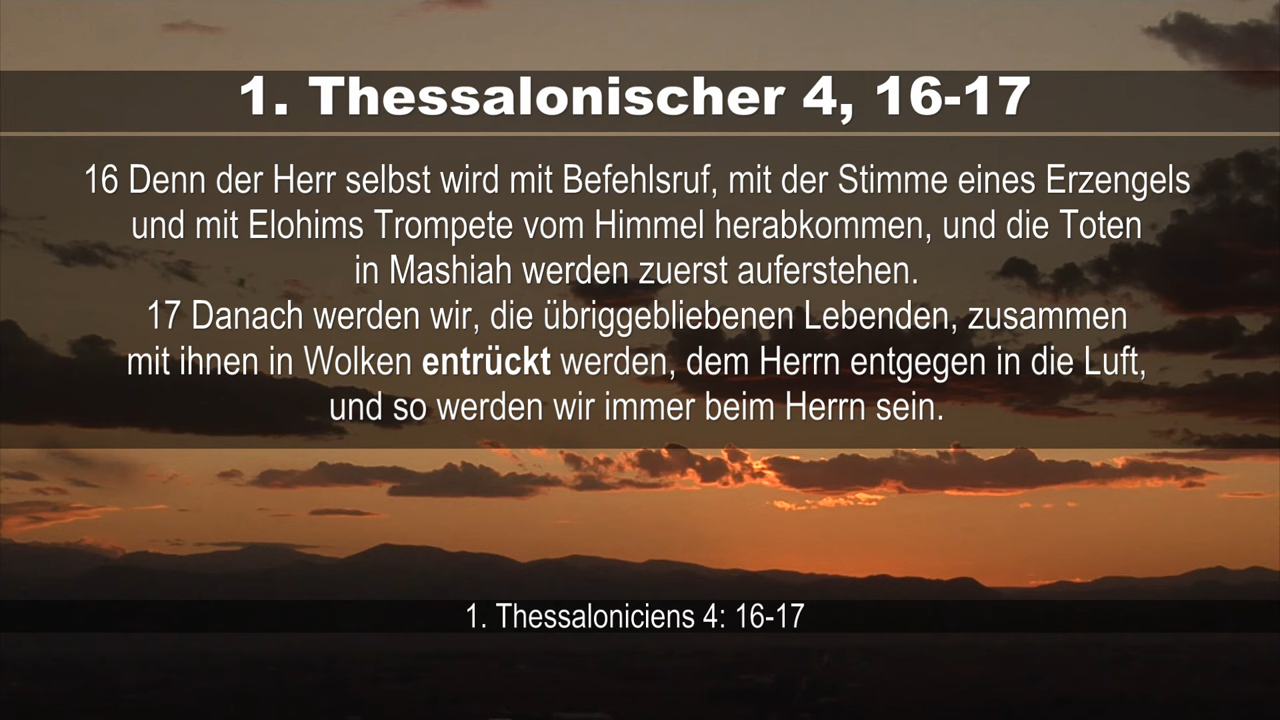 1. Thessalonischer 4, 16-17
16 Denn der Herr selbst wird mit Befehlsruf, mit der Stimme eines Erzengels
und mit Elohims Trompete vom Himmel herabkommen, und die Toten
in Mashiah werden zuerst auferstehen.
17 Danach werden wir, die übriggebliebenen Lebenden, zusammen
mit ihnen in Wolken entrückt werden, dem Herrn entgegen in die Luft,
und so werden wir immer beim Herrn sein.
1. Thessaloniciens 4: 16-17